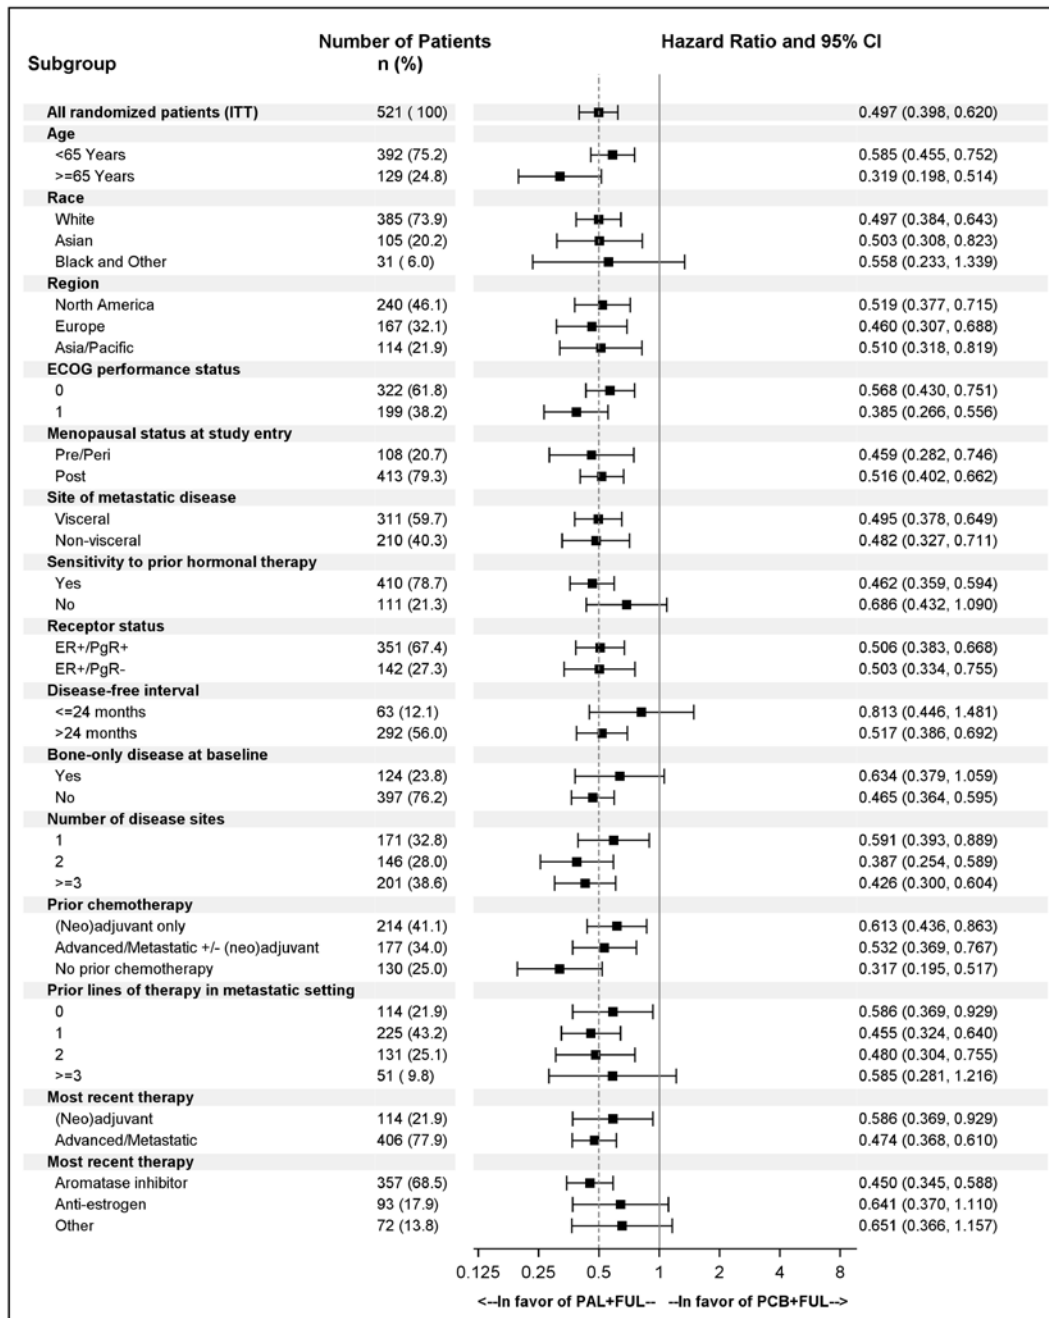 Number of Patients Hazard Ratio and 95% CI
Subgroup n (%)
All randomized patients (ITT) 521 ( 100) 0.497 (0.398, 0.620)
Age
<65 Years 392 (75.2) 0.585 (0.455, 0.752)
>=65 Years 129 (24.8) 0.319 (0.198, 0.514)
Race
White 385 (73.9) 0.497 (0.384, 0.643)
Asian 105 (20.2) 0.503 (0.308, 0.823)
Black and Other 31 ( 6.0) 0.558 (0.233, 1.339)
Region
North America 240 (46.1) 0.519 (0.377, 0.715)
Europe 167 (32.1) 0.460 (0.307, 0.688)
Asia/Pacific 114 (21.9) 0.510 (0.318, 0.819)
ECOG performance status
0 322 (61.8) 0.568 (0.430, 0.751)
1 199 (38.2) 0.385 (0.266, 0.556)
Menopausal status at study entry
Pre/Peri 108 (20.7) 0.459 (0.282, 0.746)
Post 413 (79.3) 0.516 (0.402, 0.662)
Site of metastatic disease
Visceral 311 (59.7) 0.495 (0.378, 0.649)
Non-visceral 210 (40.3) 0.482 (0.327, 0.711)
Sensitivity to prior hormonal therapy
Yes 410 (78.7) 0.462 (0.359, 0.594)
No 111 (21.3) 0.686 (0.432, 1.090)
Receptor status
ER+/PgR+ 351 (67.4) 0.506 (0.383, 0.668)
ER+/PgR- 142 (27.3) 0.503 (0.334, 0.755)
Disease-free interval
<=24 months 63 (12.1) 0.813 (0.446, 1.481)
>24 months 292 (56.0) 0.517 (0.386, 0.692)
Bone-only disease at baseline
Yes 124 (23.8) 0.634 (0.379, 1.059)
No 397 (76.2) 0.465 (0.364, 0.595)
Number of disease sites
1 171 (32.8) 0.591 (0.393, 0.889)
2 146 (28.0) 0.387 (0.254, 0.589)
>=3 201 (38.6) 0.426 (0.300, 0.604)
Prior chemotherapy
(Neo)adjuvant only 214 (41.1) 0.613 (0.436, 0.863)
Advanced/Metastatic +/- (neo)adjuvant 177 (34.0) 0.532 (0.369, 0.767)
No prior chemotherapy 130 (25.0) 0.317 (0.195, 0.517)
Prior lines of therapy in metastatic setting
0 114 (21.9) 0.586 (0.369, 0.929)
1 225 (43.2) 0.455 (0.324, 0.640)
2 131 (25.1) 0.480 (0.304, 0.755)
>=3 51 ( 9.8) 0.585 (0.281, 1.216)
Most recent therapy
(Neo)adjuvant 114 (21.9) 0.586 (0.369, 0.929)
Advanced/Metastatic 406 (77.9) 0.474 (0.368, 0.610)
Most recent therapy
Aromatase inhibitor 357 (68.5) 0.450 (0.345, 0.588)
Anti-estrogen 93 (17.9) 0.641 (0.370, 1.110)
Other 72 (13.8) 0.651 (0.366, 1.157)
0.125 0.25 0.5 1 2 4 8
<--In favor of PAL+FUL-- --In favor of PCB+FUL-->